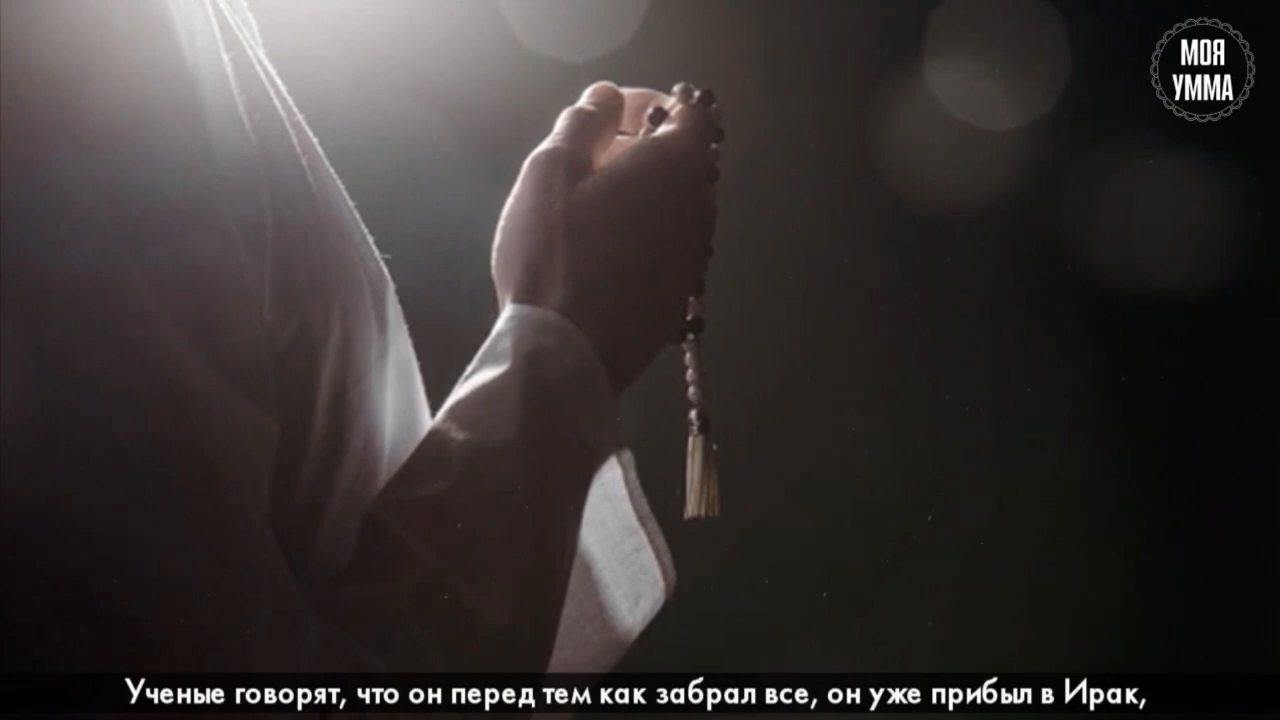 МОЯ
УММА
Ученые говорят, что он перед тем как забрал все, он уже прибыл в Ирак,